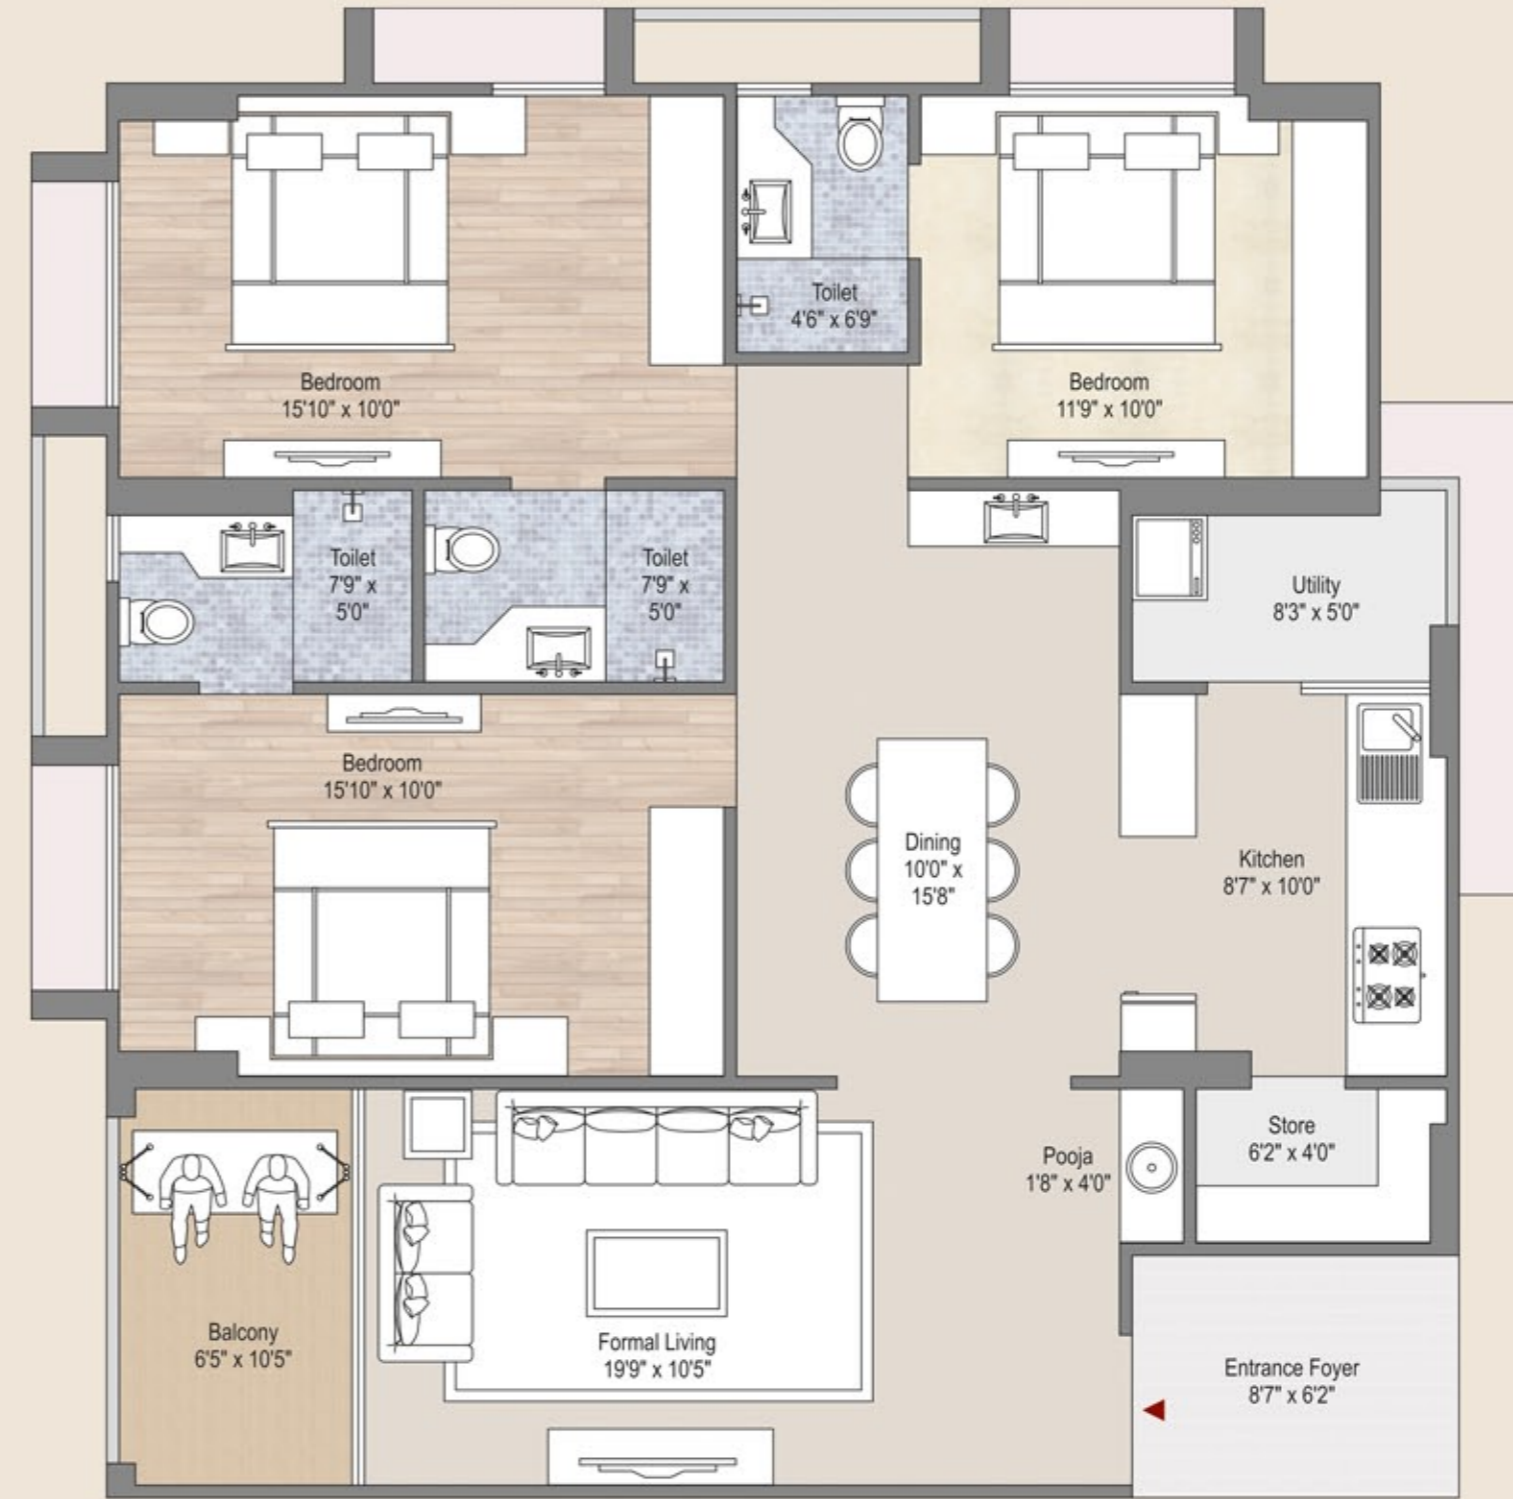 Toilet
4'6" x 6'9"
Bedroom
15'10" x 10'0"
Bedroom
11'9" x 10'0"
Toilet
7'9" x
5'0"
Toilet
7'9" x
5'0"
Utility
8'3" x 5'0"
Bedroom
15'10" x 10'0"
Dining
10'0" x
15'8"
Kitchen
8'7" x 10'0"
Store
6'2" x 4'0"
Pooja
1'8" x 4'0"
Balcony
6'5" x 10'5"
Formal Living
19'9" x 10'5"
Entrance Foyer
8'7" x 6'2"